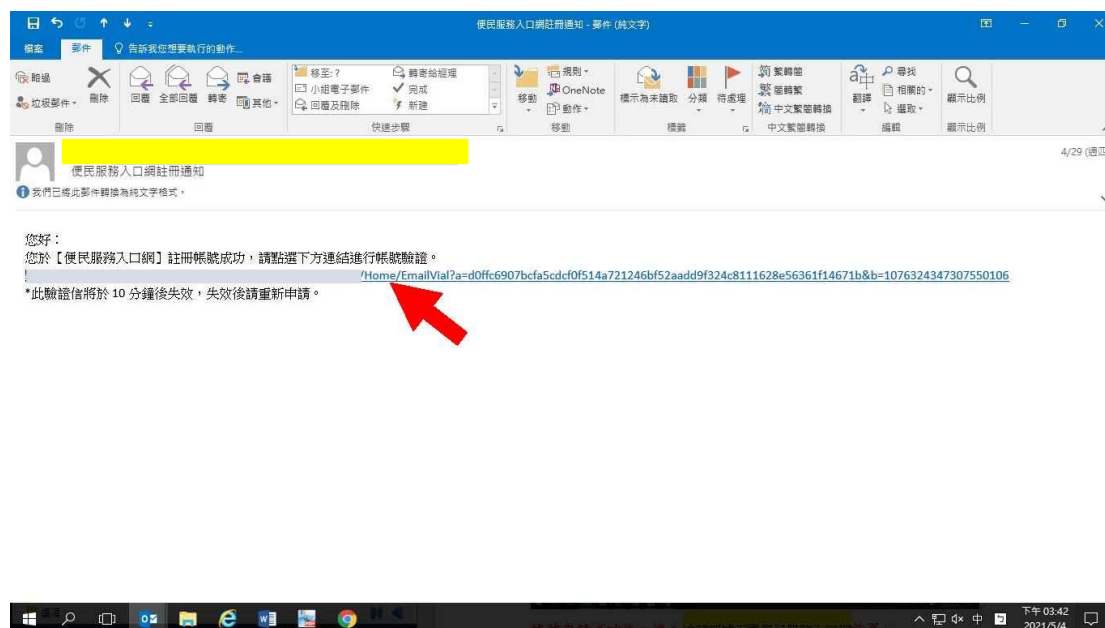 便民服務入口網註冊通知 - 郵件 (純文字)
檔案 郵件 告訴我您想要執行的動作...
略過
垃圾郵件
刪除
回覆 全部回覆 轉寄
會議
其他
移至: ?
小組電子郵件
回覆及刪除
轉寄給經理
完成
新建
移動
規則
OneNote
動作
標示為未讀取 分類 待處理
繁轉簡
簡轉繁
中文繁簡轉換
翻譯
尋找
相關的
選取
顯示比例
刪除 回覆 快速步驟 移動 標籤 中文繁簡轉換 編輯 顯示比例
4/29 (週四
便民服務入口網註冊通知
我們已將此郵件轉換為純文字格式。
您好：
您於【便民服務入口網】註冊帳號成功，請點選下方連結進行帳號驗證。
/Home/EmailVial?a=d0ffc6907bcfa5cdcf0f514a721246bf52aadd9f324c8111628e56361f14671b&b=1076324347307550106
*此驗證信將於 10 分鐘後失效，失效後請重新申請。
中
下午 03:42
2021/5/4